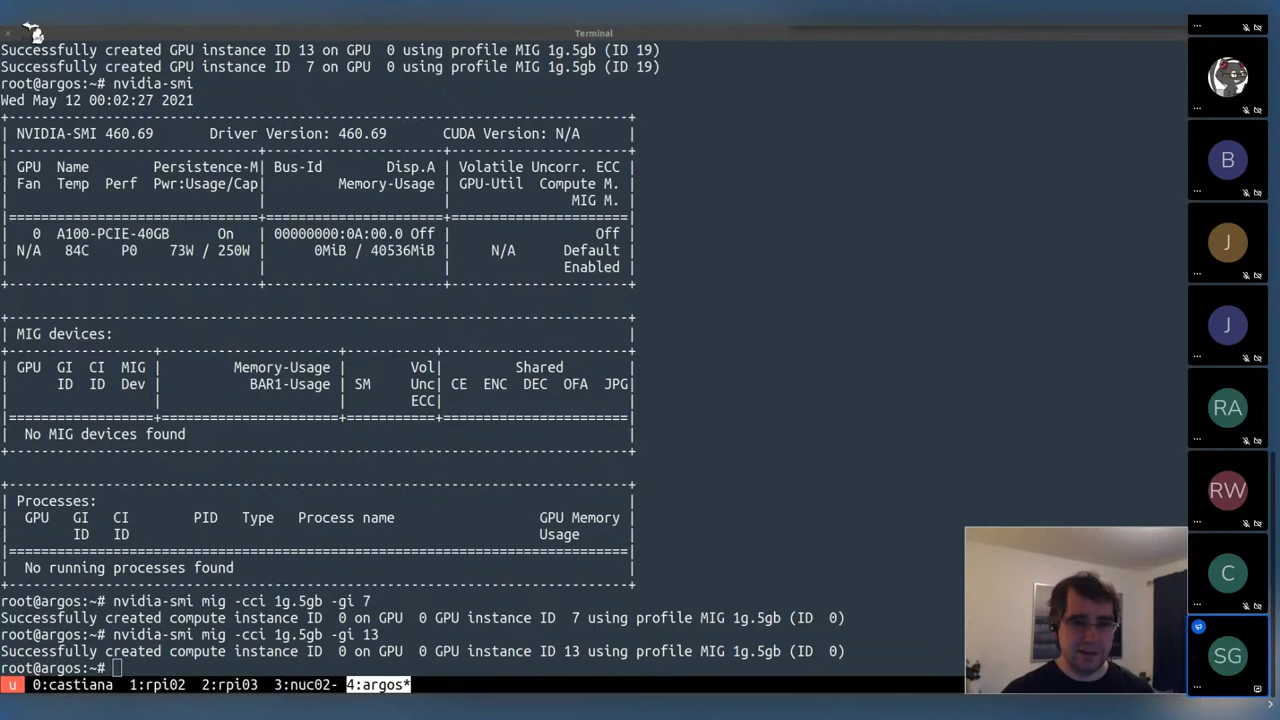 Terminal
Successfully created GPU instance ID 13 on GPU  0 using profile MIG 1g.5gb (ID 19)
Successfully created GPU instance ID  7 on GPU  0 using profile MIG 1g.5gb (ID 19)
root@argos:~# nvidia-smi
Wed May 12 00:02:27 2021
+-----------------------------------------------------------------------------+
| NVIDIA-SMI 460.69       Driver Version: 460.69       CUDA Version: N/A      |
|-------------------------------+----------------------+----------------------+
| GPU  Name        Persistence-M| Bus-Id        Disp.A | Volatile Uncorr. ECC |
| Fan  Temp  Perf  Pwr:Usage/Cap|         Memory-Usage | GPU-Util  Compute M. |
|                               |                      |               MIG M. |
|===============================+======================+======================|
|   0  A100-PCIE-40GB      On   | 00000000:0A:00.0 Off |                  Off |
| N/A   84C    P0    73W / 250W |      0MiB / 40536MiB |     N/A      Default |
|                               |                      |              Enabled |
+-------------------------------+----------------------+----------------------+
+-----------------------------------------------------------------------------+
| MIG devices:                                                                |
+------------------+----------------------+-----------+-----------------------+
| GPU  GI  CI  MIG |         Memory-Usage |        Vol|         Shared        |
|      ID  ID  Dev |           BAR1-Usage | SM     Unc| CE  ENC  DEC  OFA  JPG|
|                  |                      |        ECC|                       |
|==================+======================+===========+=======================|
|  No MIG devices found                                                       |
+-----------------------------------------------------------------------------+
+-----------------------------------------------------------------------------+
| Processes:                                                                  |
|  GPU   GI   CI        PID   Type   Process name                  GPU Memory |
|        ID   ID                                                   Usage      |
|=============================================================================|
|  No running processes found                                                 |
+-----------------------------------------------------------------------------+
root@argos:~# nvidia-smi mig -cci 1g.5gb -gi 7
Successfully created compute instance ID  0 on GPU  0 GPU instance ID  7 using profile MIG 1g.5gb (ID  0)
root@argos:~# nvidia-smi mig -cci 1g.5gb -gi 13
Successfully created compute instance ID  0 on GPU  0 GPU instance ID 13 using profile MIG 1g.5gb (ID  0)
root@argos:~#
u  0:castiana  1:rpi02  2:rpi03  3:nuc02- 4:argos*
B
J
J
RA
RW
C
SG